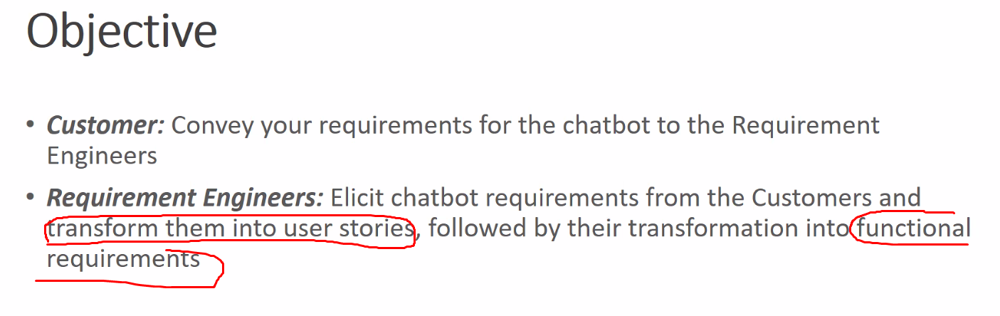 Objective
• Customer: Convey your requirements for the chatbot to the Requirement
Engineers
• Requirement Engineers: Elicit chatbot requirements from the Customers and
transform them into user stories, followed by their transformation into functional
requirements